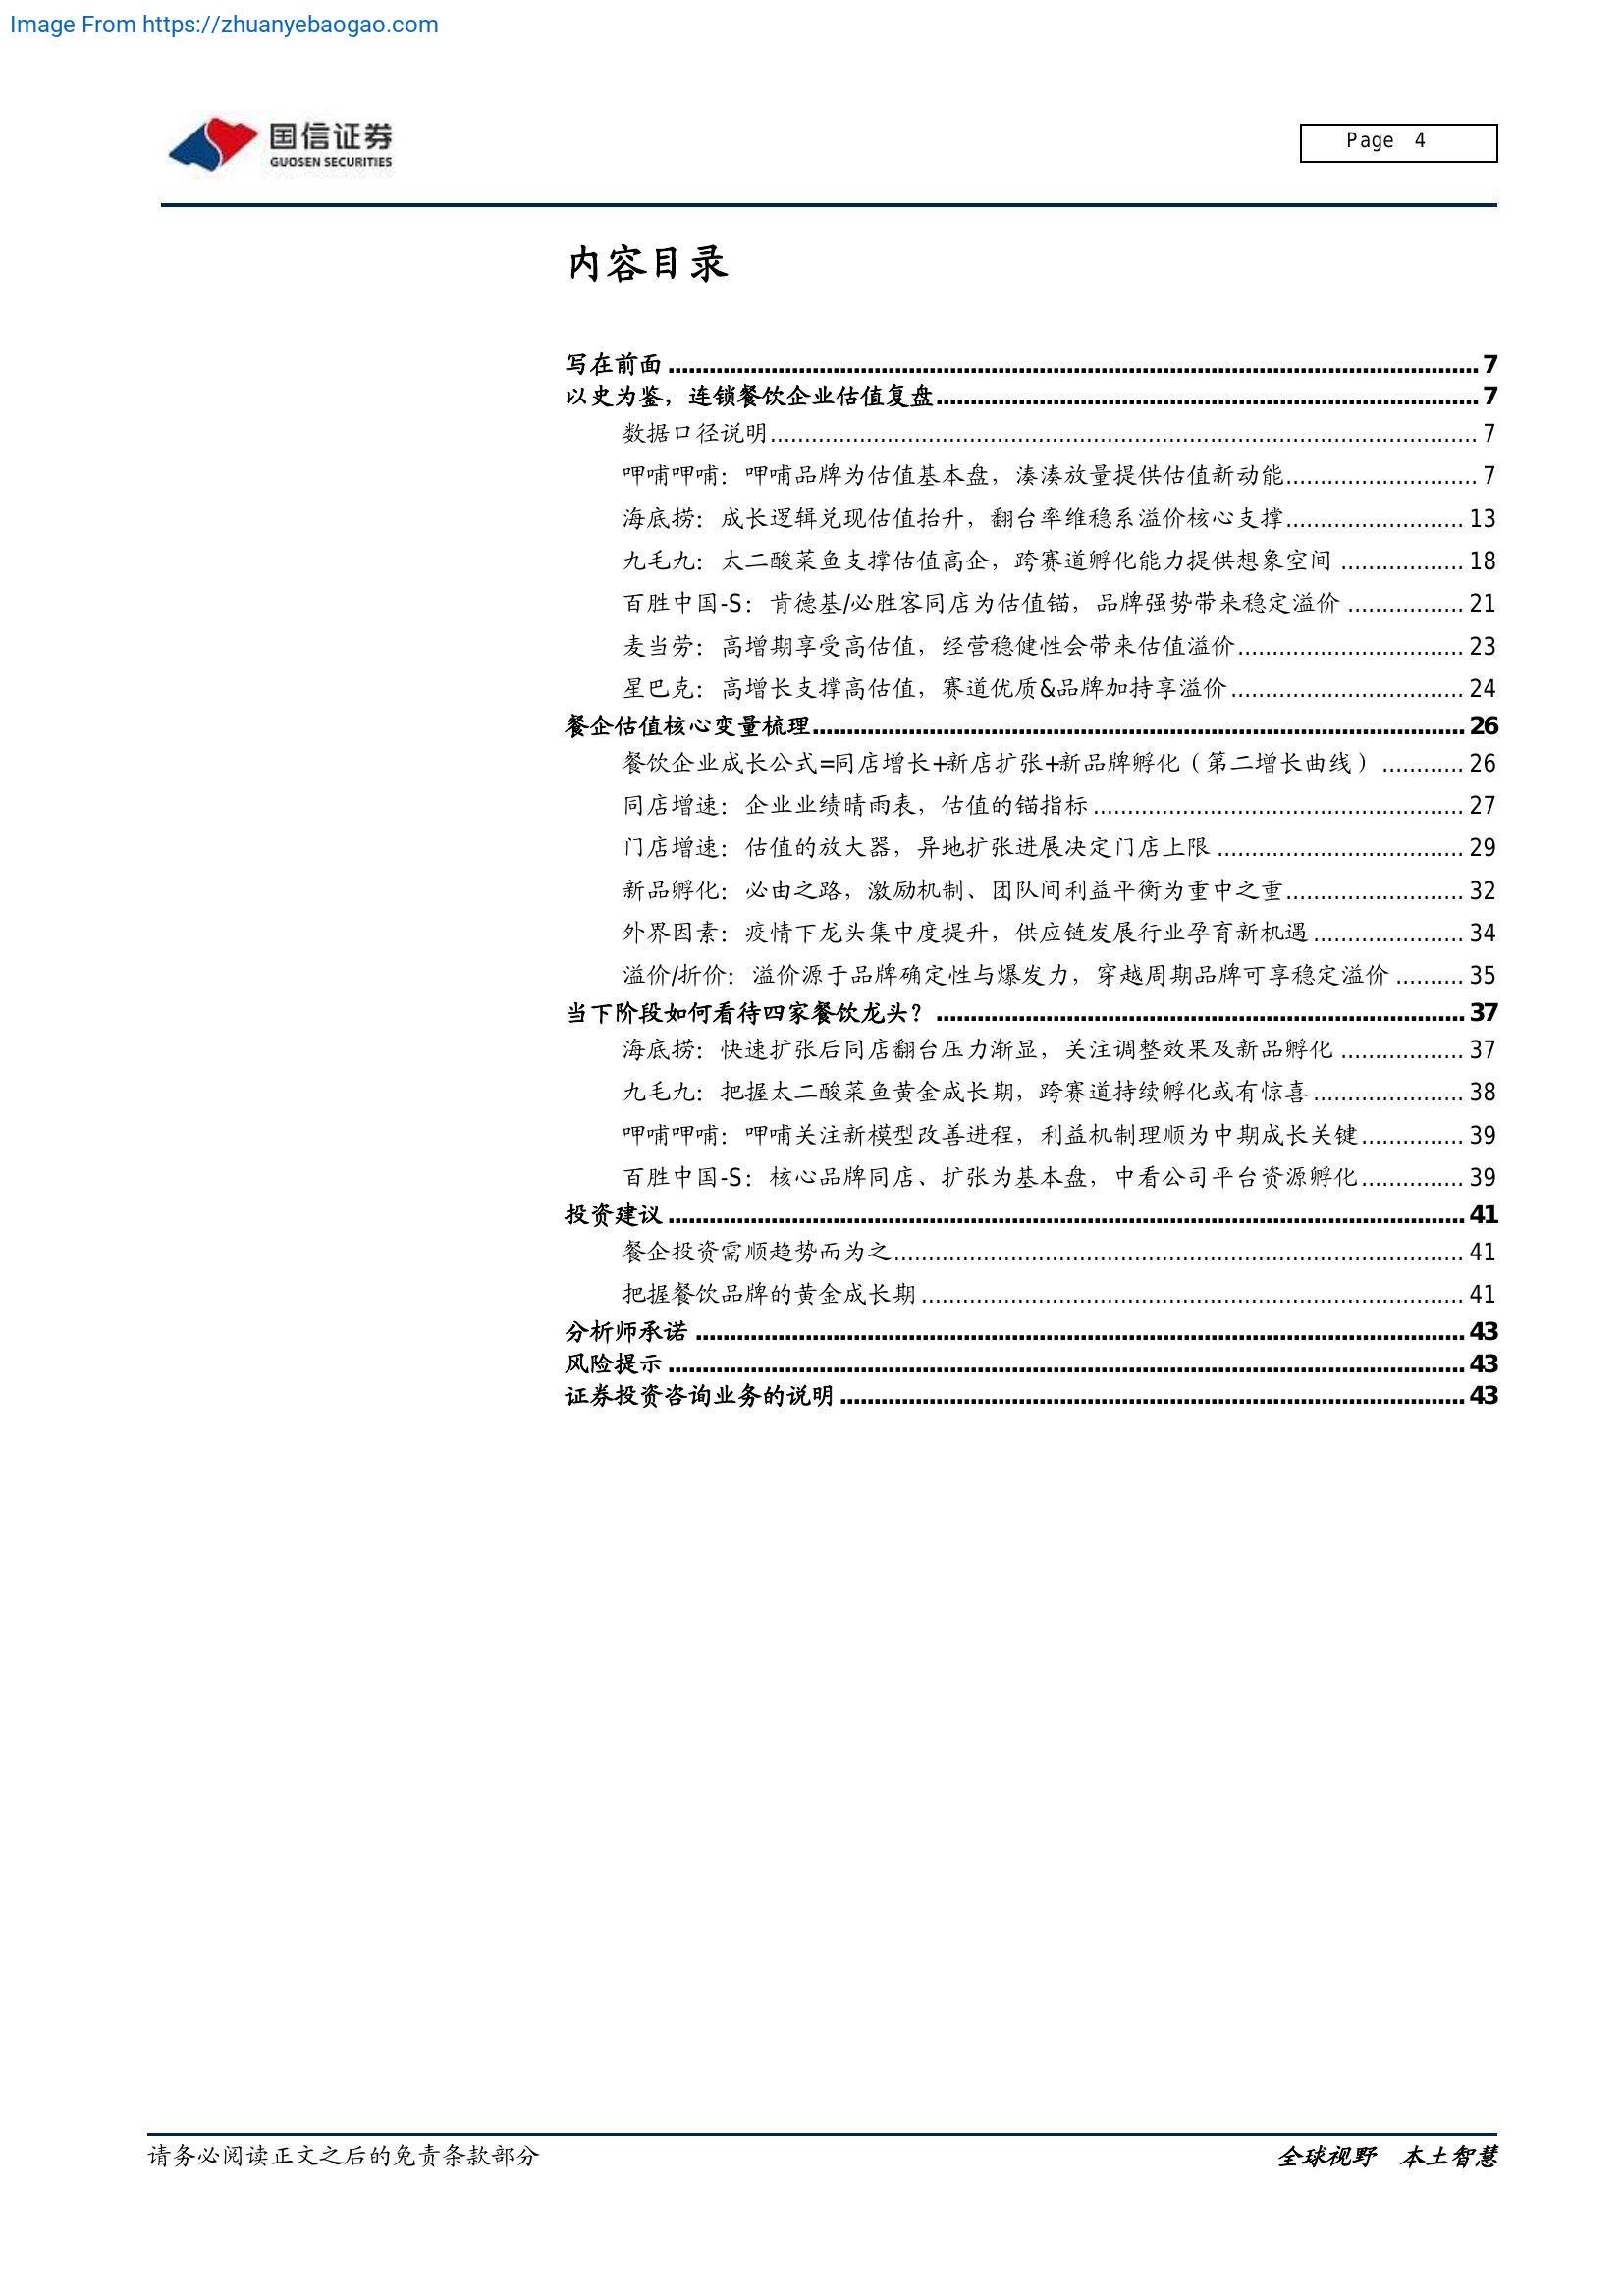 Image From https://zhuanyebaogao.com
国信证券
GUOSEN SECURITIES
Page 4
内容目录
写在前面 ........ 7
以史为鉴，连锁餐饮企业估值复盘 ........ 7
数据口径说明 ........ 7
呷哺呷哺：呷哺品牌为估值基本盘，湊湊放量提供估值新动能 ........ 7
海底捞：成长逻辑兑现估值抬升，翻台率维稳系溢价核心支撑 ........ 13
九毛九：太二酸菜鱼支撑估值高企，跨赛道孵化能力提供想象空间 ........ 18
百胜中国-S：肯德基/必胜客同店为估值锚，品牌强势带来稳定溢价 ........ 21
麦当劳：高增期享受高估值，经营稳健性会带来估值溢价 ........ 23
星巴克：高增长支撑高估值，赛道优质&品牌加持享溢价 ........ 24
餐企估值核心变量梳理 ........ 26
餐饮企业成长公式=同店增长+新店扩张+新品牌孵化（第二增长曲线） ........ 26
同店增速：企业业绩晴雨表，估值的锚指标 ........ 27
门店增速：估值的放大器，异地扩张进展决定门店上限 ........ 29
新品孵化：必由之路，激励机制、团队间利益平衡为重中之重 ........ 32
外界因素：疫情下龙头集中度提升，供应链发展行业孕育新机遇 ........ 34
溢价/折价：溢价源于品牌确定性与爆发力，穿越周期品牌可享稳定溢价 ........ 35
当下阶段如何看待四家餐饮龙头？ ........ 37
海底捞：快速扩张后同店翻台压力渐显，关注调整效果及新品孵化 ........ 37
九毛九：把握太二酸菜鱼黄金成长期，跨赛道持续孵化或有惊喜 ........ 38
呷哺呷哺：呷哺关注新模型改善进程，利益机制理顺为中期成长关键 ........ 39
百胜中国-S：核心品牌同店、扩张为基本盘，中看公司平台资源孵化 ........ 39
投资建议 ........ 41
餐企投资需顺趋势而为之 ........ 41
把握餐饮品牌的黄金成长期 ........ 41
分析师承诺 ........ 43
风险提示 ........ 43
证券投资咨询业务的说明 ........ 43
请务必阅读正文之后的免责条款部分
全球视野 本土智慧